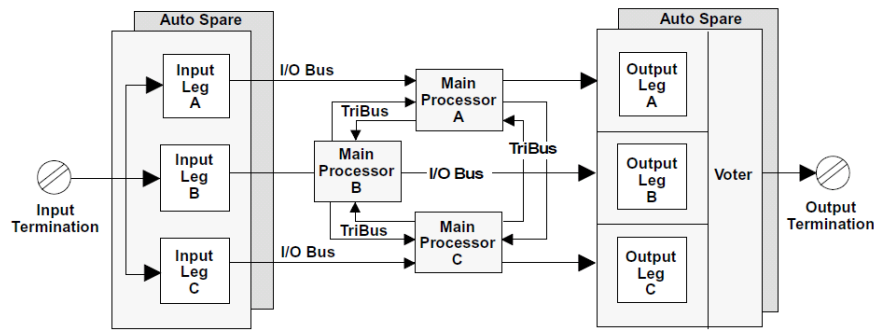 Auto Spare
Auto Spare
Input
Leg
A
I/O Bus
Main
Processor
A
Output
Leg
A
TriBus
TriBus
Input
Termination
Input
Leg
B
Main
Processor
B
I/O Bus
Output
Leg
B
Voter
Output
Termination
TriBus
Main
Processor
C
Input
Leg
C
I/O Bus
Output
Leg
C